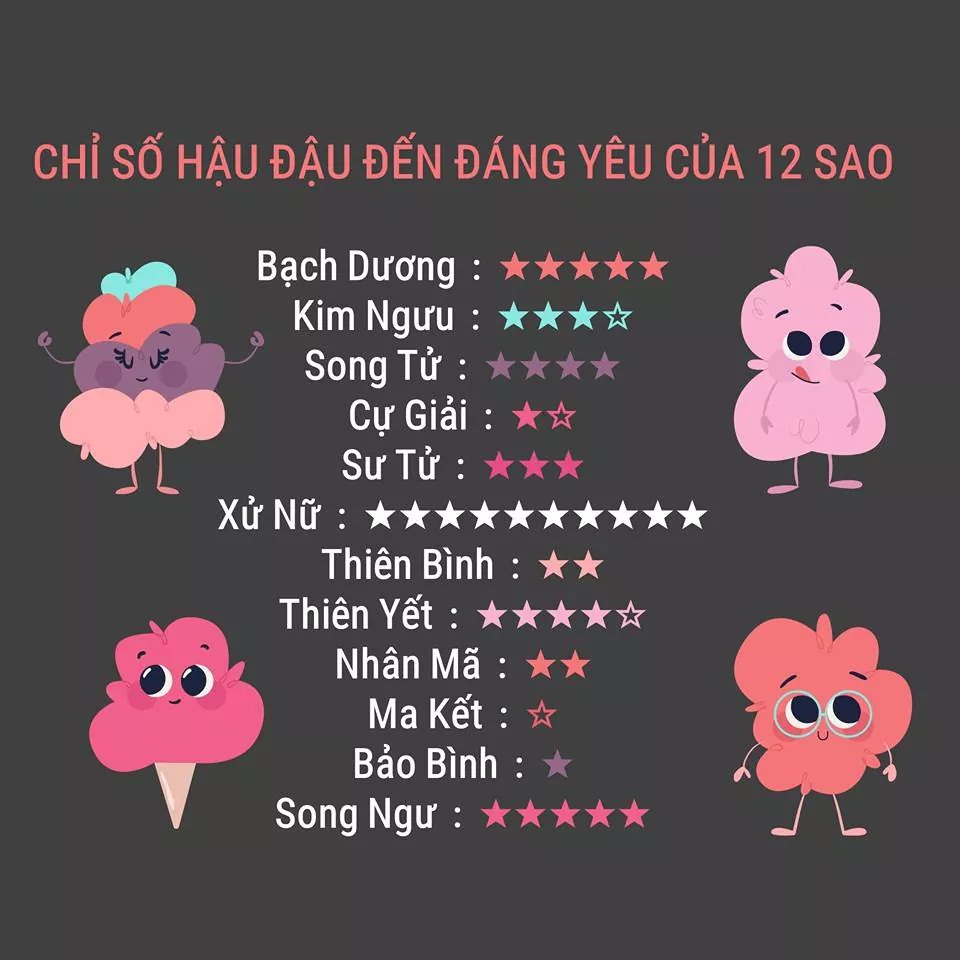 CHỈ SỐ HẬU ĐẬU ĐẾN ĐÁNG YÊU CỦA 12 SAO
Bạch Dương : ★★★★★
Kim Ngưu : ★★★☆
Song Tử : ★★★★
Cự Giải : ★☆
Sư Tử : ★★★
Xử Nữ : ★★★★★★★★★★
Thiên Bình : ★★
Thiên Yết : ★★★★☆
Nhân Mã : ★★
Ma Kết : ☆
Bảo Bình : ★
Song Ngư : ★★★★★